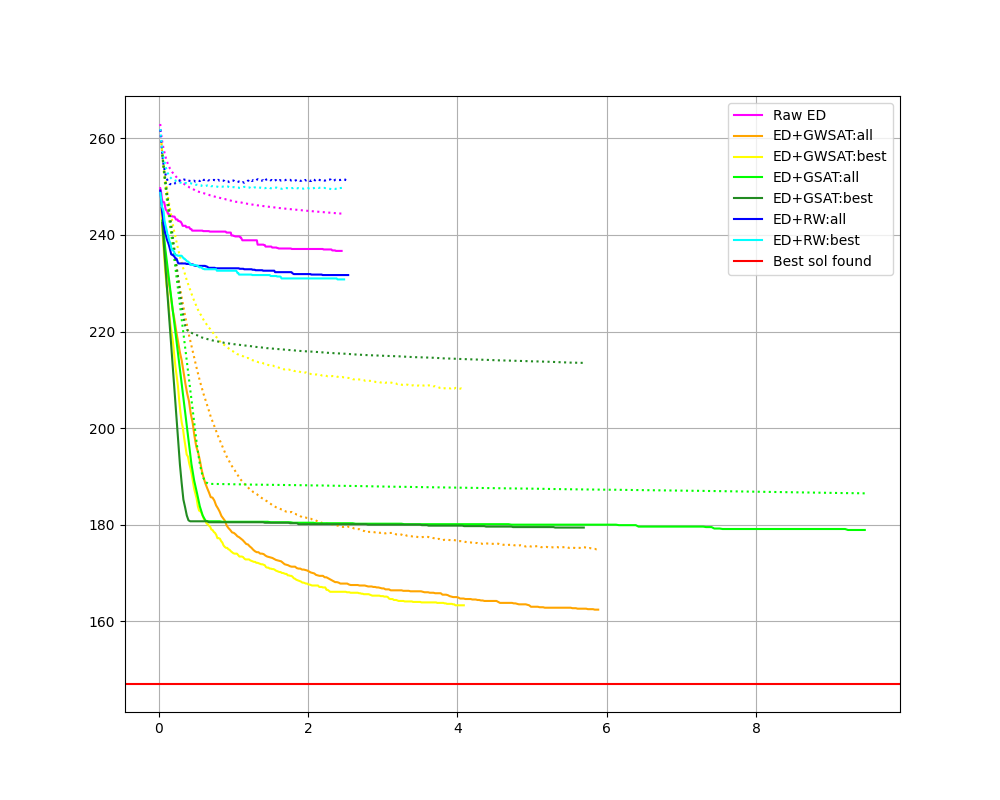 Raw ED
ED+GWSAT:all
ED+GWSAT:best
ED+GSAT:all
ED+GSAT:best
ED+RW:all
ED+RW:best
Best sol found
260
240
220
200
180
160
0 2 4 6 8